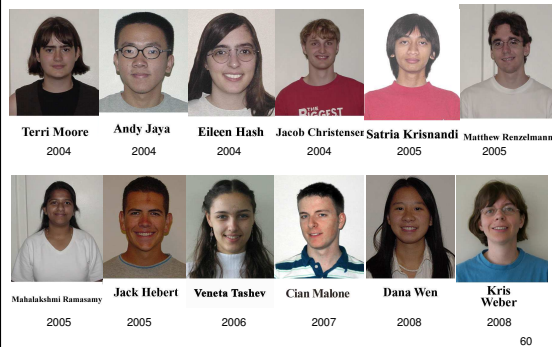 THE
BIGGEST
Terri Moore
Andy Jaya
Eileen Hash
Jacob Christensen
Satria Krisnandi
Matthew Renzelmann
2004
2004
2004
2004
2005
2005
Mahalakshmi Ramasamy
Jack Hebert
Veneta Tashev
Cian Malone
Dana Wen
Kris
Weber
2005
2005
2006
2007
2008
2008
60